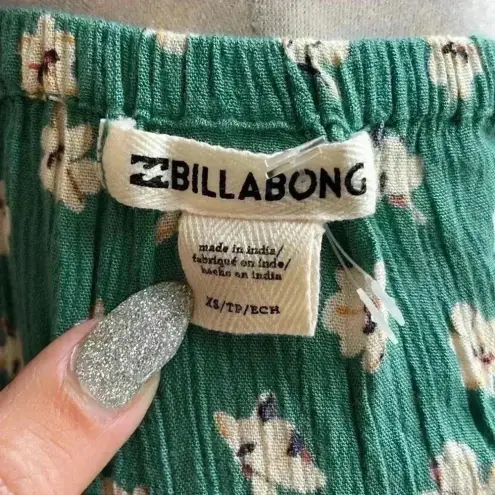 BILLABONG
made in india/
fabriqué en inde/
hecho en india
XS/TP/ECH